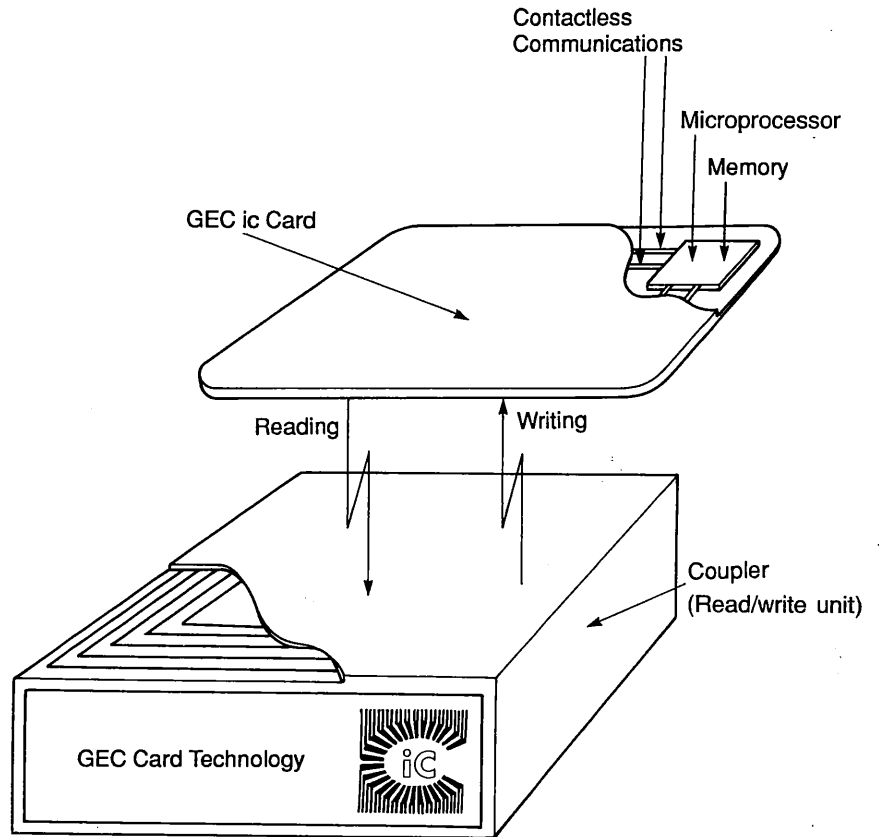 Contactless
Communications
Microprocessor
Memory
GEC ic Card
Reading
Writing
Coupler
(Read/write unit)
GEC Card Technology
iC